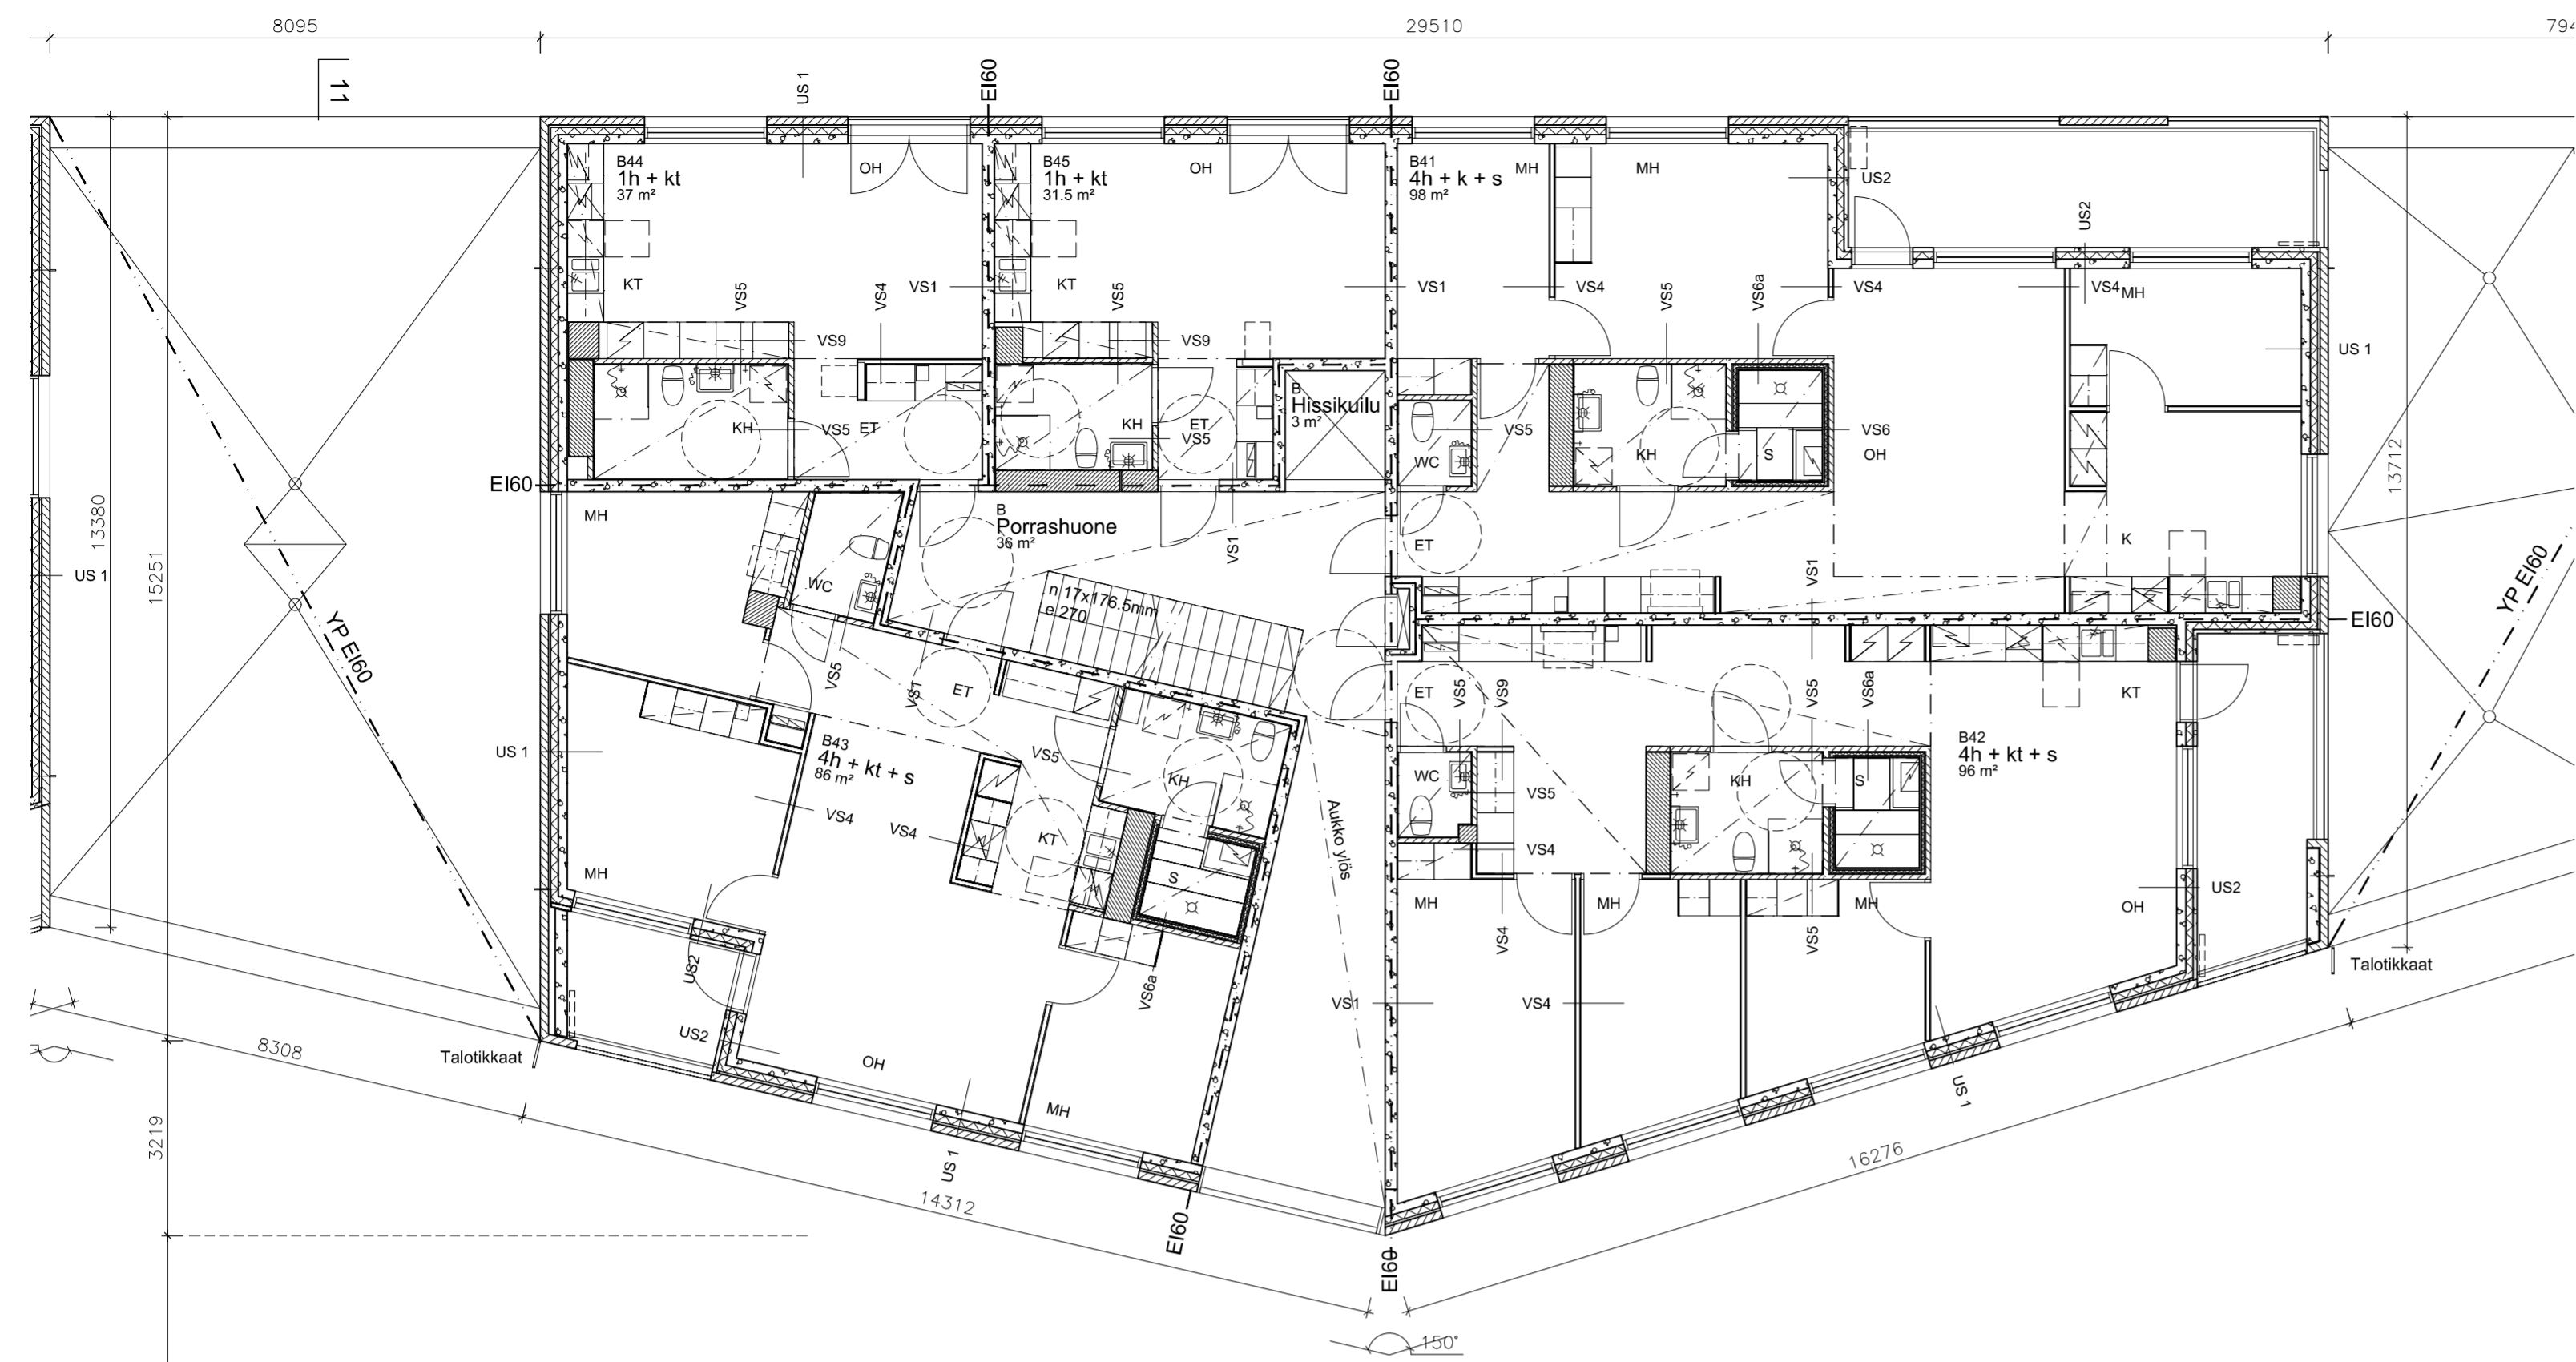 8095
29510
794
11
US 1
EI60
EI60
B44
1h + kt
37 m²
OH
B45
1h + kt
31.5 m²
OH
B41
4h + k + s
98 m²
MH
MH
US2
US2
KT
VS5
VS4
VS1
KT
VS5
VS1
VS4
VS5
VS6a
VS4
VS4
MH
VS9
VS9
US 1
B
Hissikuilu
3 m²
KH
VS5
ET
KH
ET
VS5
VS5
WC
KH
S
VS6
OH
13712
EI60
13380
15251
US 1
MH
B
Porrashuone
36 m²
VS1
ET
K
VS1
WC
n 17x176.5mm
e 270
YP EI60
YP EI60
EI60
VS5
VS1
ET
ET
VS5
VS9
VS5
VS6a
KT
US 1
B43
4h + kt + s
86 m²
VS5
KH
B42
4h + kt + s
96 m²
WC
VS5
KH
S
VS4
VS4
KT
Aukko ylös
VS4
MH
S
MH
VS4
MH
VS5
MH
US2
OH
US2
VS6a
VS1
VS4
Talotikkaat
US2
OH
Talotikkaat
8308
MH
US 1
US 1
3219
14312
16276
EI60
EI60
150°